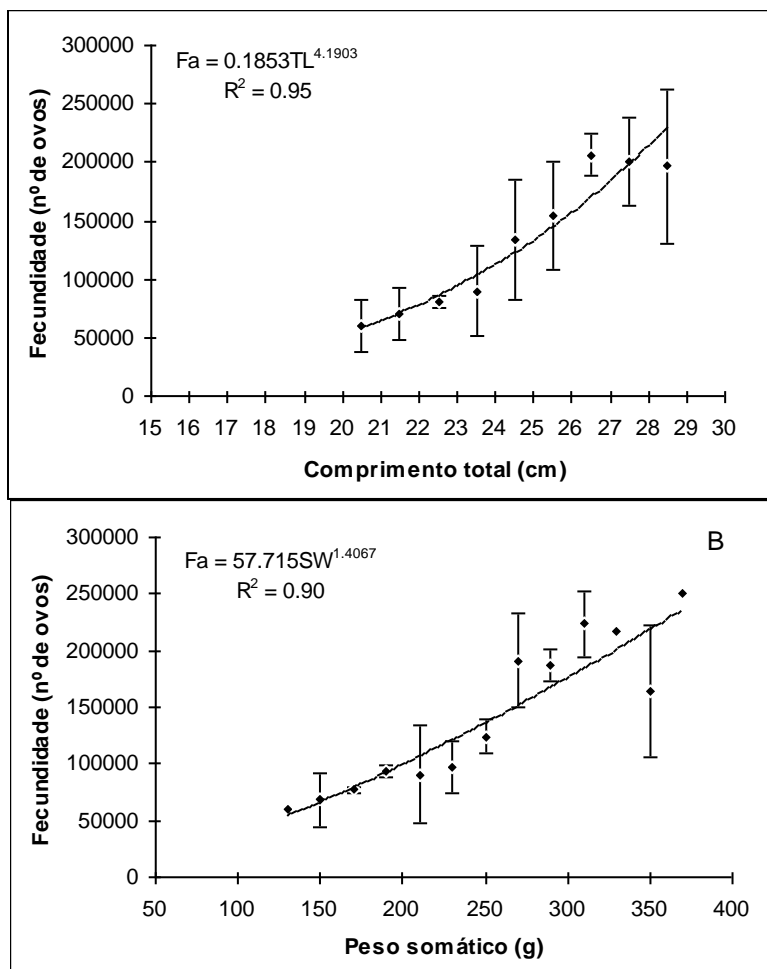 Fa = 0.1853TL^4.1903
R² = 0.95
Fecundidade (nº de ovos)
300000
250000
200000
150000
100000
50000
0
15 16 17 18 19 20 21 22 23 24 25 26 27 28 29 30
Comprimento total (cm)
B
Fa = 57.715SW^1.4067
R² = 0.90
Fecundidade (nº de ovos)
300000
250000
200000
150000
100000
50000
0
50 100 150 200 250 300 350 400
Peso somático (g)